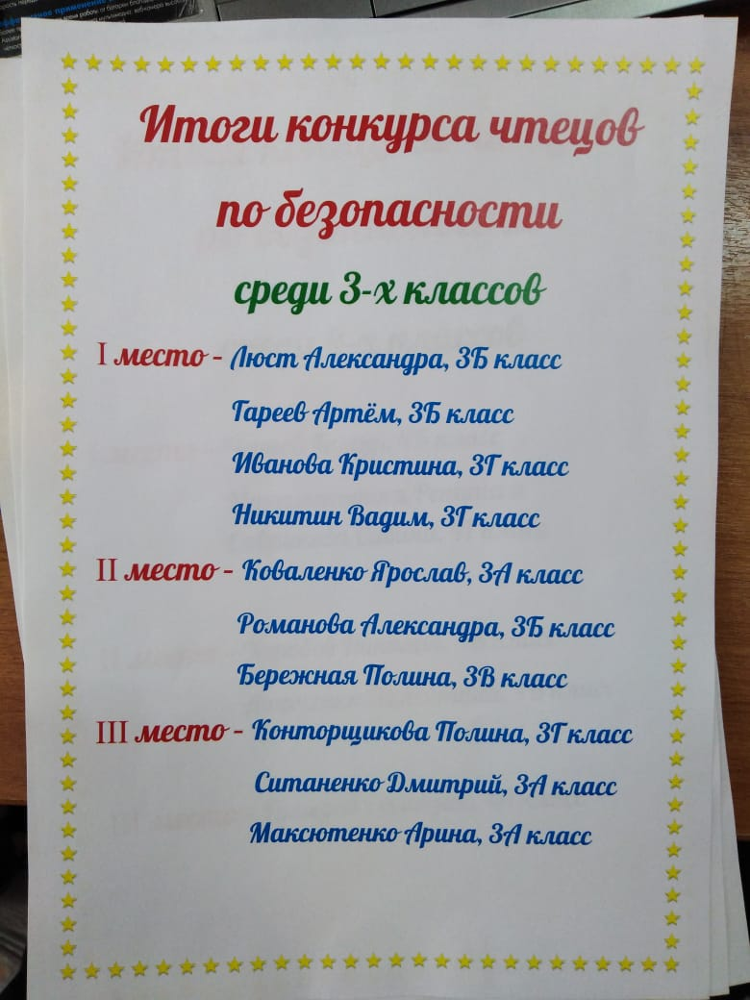 Итоги конкурса чтецов
по безопасности
среди 3-х классов
I место - Люст Александра, 3Б класс
Гареев Артём, 3Б класс
Иванова Кристина, 3Г класс
Никитин Вадим, 3Г класс
II место - Коваленко Ярослав, 3А класс
Романова Александра, 3Б класс
Бережная Полина, 3В класс
III место - Конторщикова Полина, 3Г класс
Ситаненко Дмитрий, 3А класс
Максютенко Арина, 3А класс